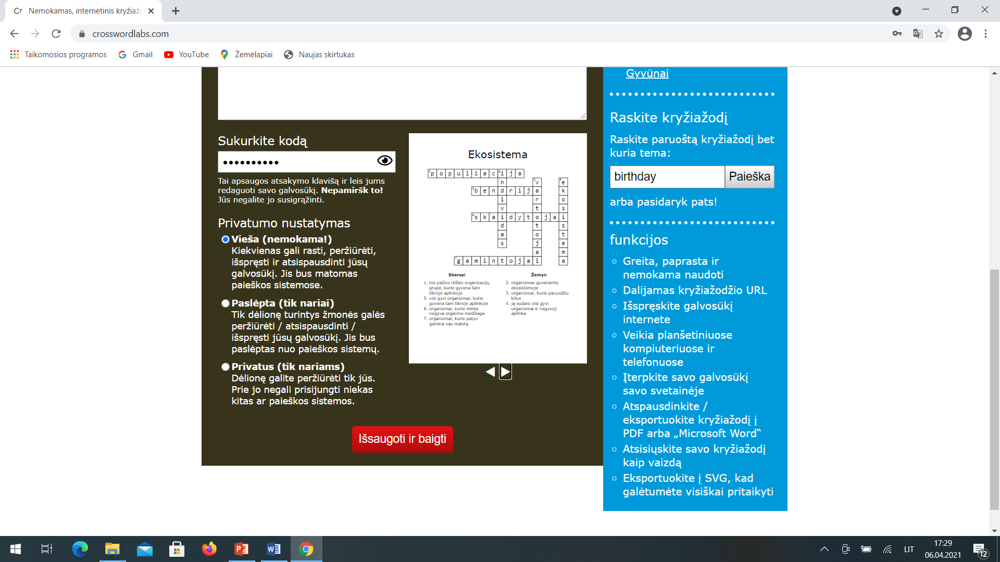 Cr Nemokamas, internetinis kryžiažo
crosswordlabs.com
Taikomosios programos Gmail YouTube Žemėlapiai Naujas skirtukas
Sukurkite kodą
••••••••••
Tai apsaugos atsakymo klavišą ir leis jums
redaguoti savo galvosūkį. Nepamiršk to!
Jūs negalite jo susigrąžinti.
Privatumo nustatymas
Vieša (nemokama!)
Kiekvienas gali rasti, peržiūrėti,
išspręsti ir atsispausdinti jūsų
galvosūkį. Jis bus matomas
paieškos sistemose.
Paslėpta (tik nariai)
Tik dėlionę turintys žmonės galės
peržiūrėti / atsispausdinti /
išspręsti jūsų galvosūkį. Jis bus
paslėptas nuo paieškos sistemų.
Privatus (tik nariams)
Dėlionę galite peržiūrėti tik jūs.
Prie jo negali prisijungti niekas
kitas ar paieškos sistemos.
Ekosistema
1 p o p u l i a c 2 i j a
n 3 v 4 e
5 b e n d r i j a k
i r o
v t s
6 s k a i d y t o j a i
d t s
a o t
s j e
a m
7 g a m i n t o j a i a
Skersai
1. tos pačios rūšies organizacijų
grupė, kurie gyvena tam
tikroje aplinkoje
5. visi gyvi organizmai, kurie
gyvena tam tikroje aplinkoje
6. organizmai, kurie minta
negyva organine medžiaga
7. organizmai, kurie patys
gamina sau maistą
Žemyn
2. organizmas gyvenantis
ekosistemoje
3. organizmai, kurie pavyzdžiu
kitus
4. ją sudaro visi gyvi
organizmai ir negyvoji
aplinka
Išsaugoti ir baigti
Gyvūnai
Raskite kryžiažodį
Raskite paruoštą kryžiažodį bet
kuria tema:
birthday Paieška
arba pasidaryk pats!
funkcijos
Greita, paprasta ir
nemokama naudoti
Dalijamas kryžiažodžio URL
Išspręskite galvosūkį
internete
Veikia planšetiniuose
kompiuteriuose ir
telefonuose
Įterpkite savo galvosūkį
savo svetainėje
Atspausdinkite /
eksportuokite kryžiažodį į
PDF arba „Microsoft Word“
Atsisiųskite savo kryžiažodį
kaip vaizdą
Eksportuokite į SVG, kad
galėtumėte visiškai pritaikyti
LIT
17:29
06.04.2021
12